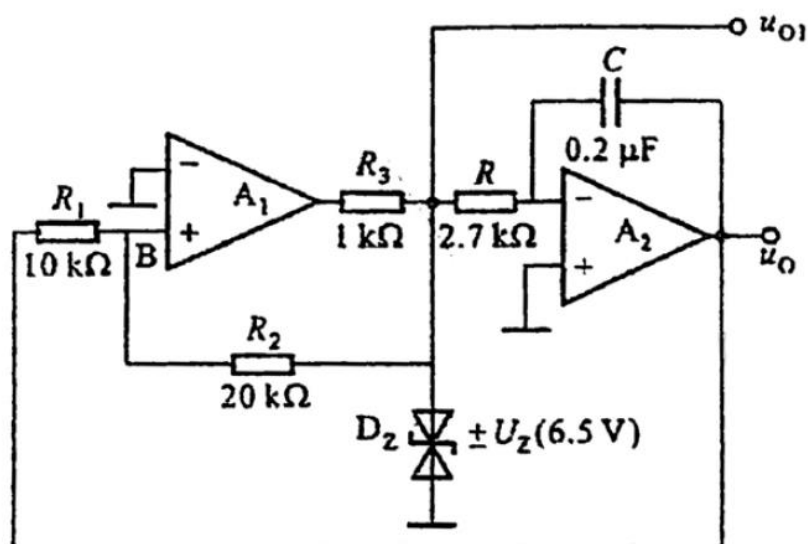 u_O1
C
0.2 μF
R_1
10 kΩ
B
−
+
A_1
R_3
1 kΩ
R
2.7 kΩ
−
+
A_2
u_O
R_2
20 kΩ
D_Z
± U_Z (6.5 V)